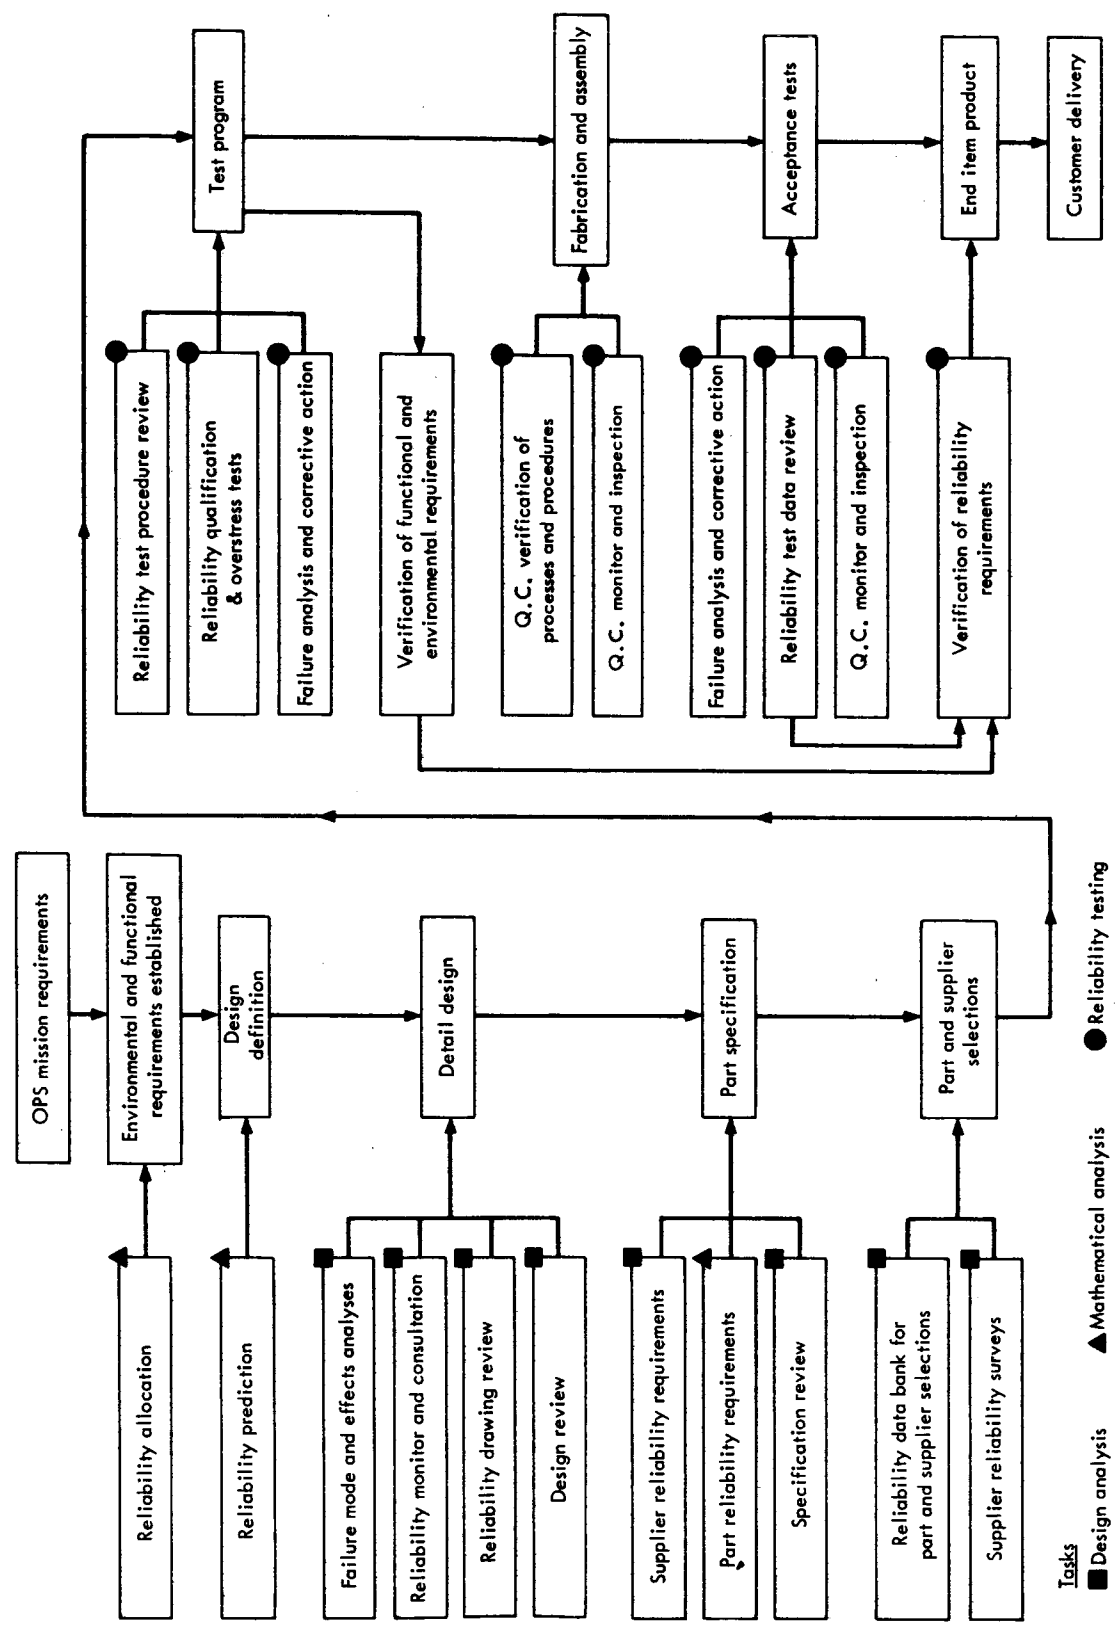 OPS mission requirements
Environmental and functional
requirements established
Design
definition
Detail design
Part specification
Part and supplier
selections
Reliability allocation
Reliability prediction
Failure mode and effects analyses
Reliability monitor and consultation
Reliability drawing review
Design review
Supplier reliability requirements
Part reliability requirements
Specification review
Reliability data bank for
part and supplier selections
Supplier reliability surveys
Test program
Fabrication and assembly
Acceptance tests
End item product
Customer delivery
Reliability test procedure review
Reliability qualification
& overstress tests
Failure analysis and corrective action
Verification of functional and
environmental requirements
Q.C. verification of
processes and procedures
Q.C. monitor and inspection
Failure analysis and corrective action
Reliability test data review
Q.C. monitor and inspection
Verification of reliability
requirements
Tasks
Design analysis
Mathematical analysis
Reliability testing